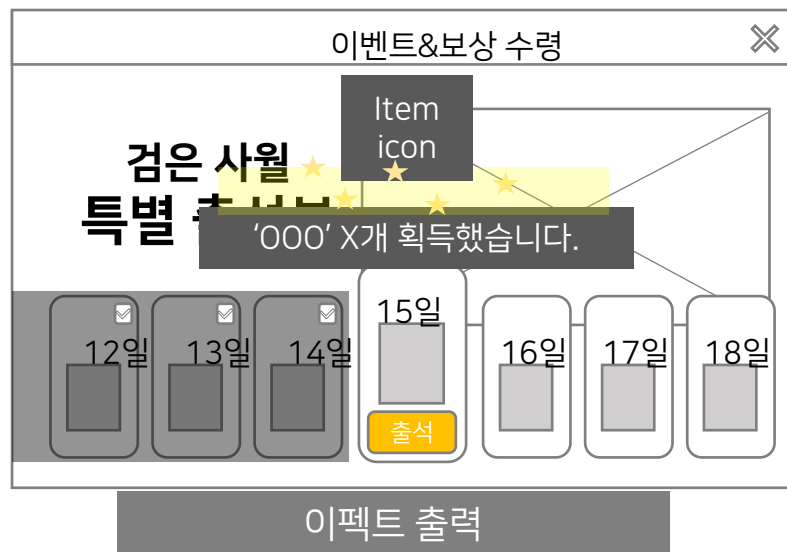 이벤트&보상 수령
Item
icon
검은 사월
특별
‘OOO’ X개 획득했습니다.
15일
12일
13일
14일
16일
17일
18일
출석
이펙트 출력